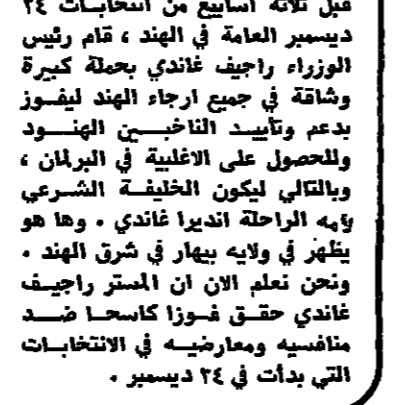 قبل ثلاثة اسابيع من انتخابات ٢٤
ديسمبر العامة في الهند ، قام رئيس
الوزراء راجيف غاندي بحملة كبيرة
وشاقة في جميع ارجاء الهند ليفوز
بدعم وتأييد الناخبين الهنود
وللحصول على الاغلبية في البرلمان ،
وبالتالي ليكون الخليفة الشرعي
لامه الراحلة انديرا غاندي . وها هو
يظهر في ولايه بيهار في شرق الهند .
ونحن نعلم الان ان المستر راجيف
غاندي حقق فوزا كاسحا ضد
منافسيه ومعارضيه في الانتخابات
التي بدأت في ٢٤ ديسمبر .